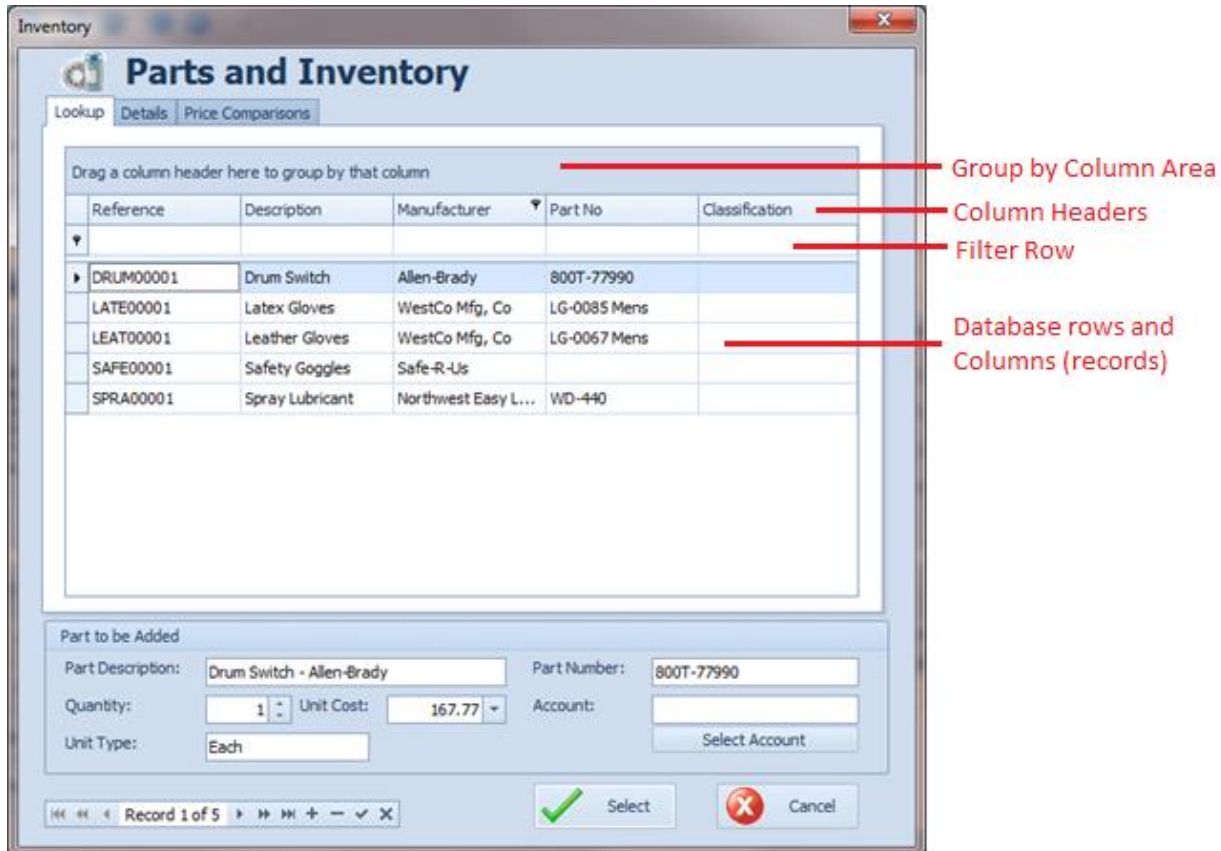 Inventory
Parts and Inventory
Lookup Details Price Comparisons
Drag a column header here to group by that column
Group by Column Area
Reference Description Manufacturer Part No Classification
Column Headers
Filter Row
DRUM00001 Drum Switch Allen-Brady 800T-77990
LATE00001 Latex Gloves WestCo Mfg, Co LG-0085 Mens
LEAT00001 Leather Gloves WestCo Mfg, Co LG-0067 Mens
SAFE00001 Safety Goggles Safe-R-Us
SPRA00001 Spray Lubricant Northwest Easy L... WD-440
Database rows and
Columns (records)
Part to be Added
Part Description: Drum Switch - Allen-Brady Part Number: 800T-77990
Quantity: 1 Unit Cost: 167.77 Account:
Unit Type: Each Select Account
Record 1 of 5 Select Cancel